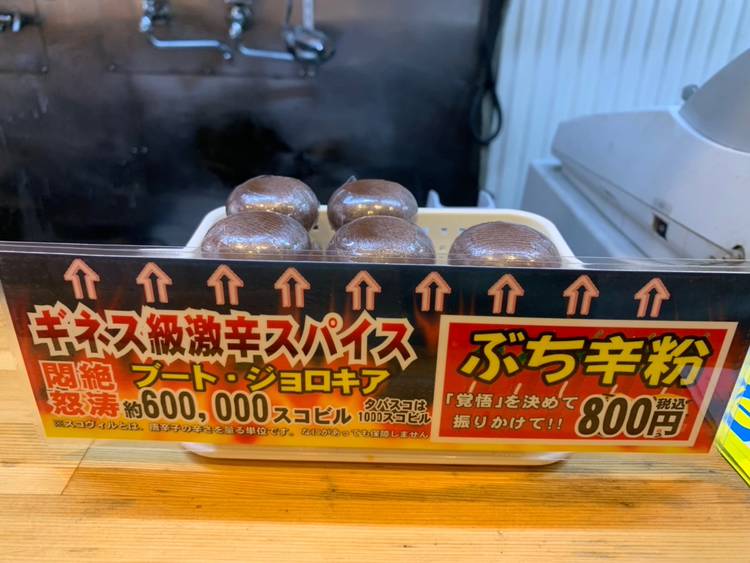 ギネス級激辛スパイス
悶絶
怒涛
ブート・ジョロキア
約600,000スコビル
タバスコは
1000スコビル
※スコヴィルとは、唐辛子の辛さを量る単位です。なにがあっても保障しません
ぶち辛粉
「覚悟」を決めて
振りかけて!!
800円
税込